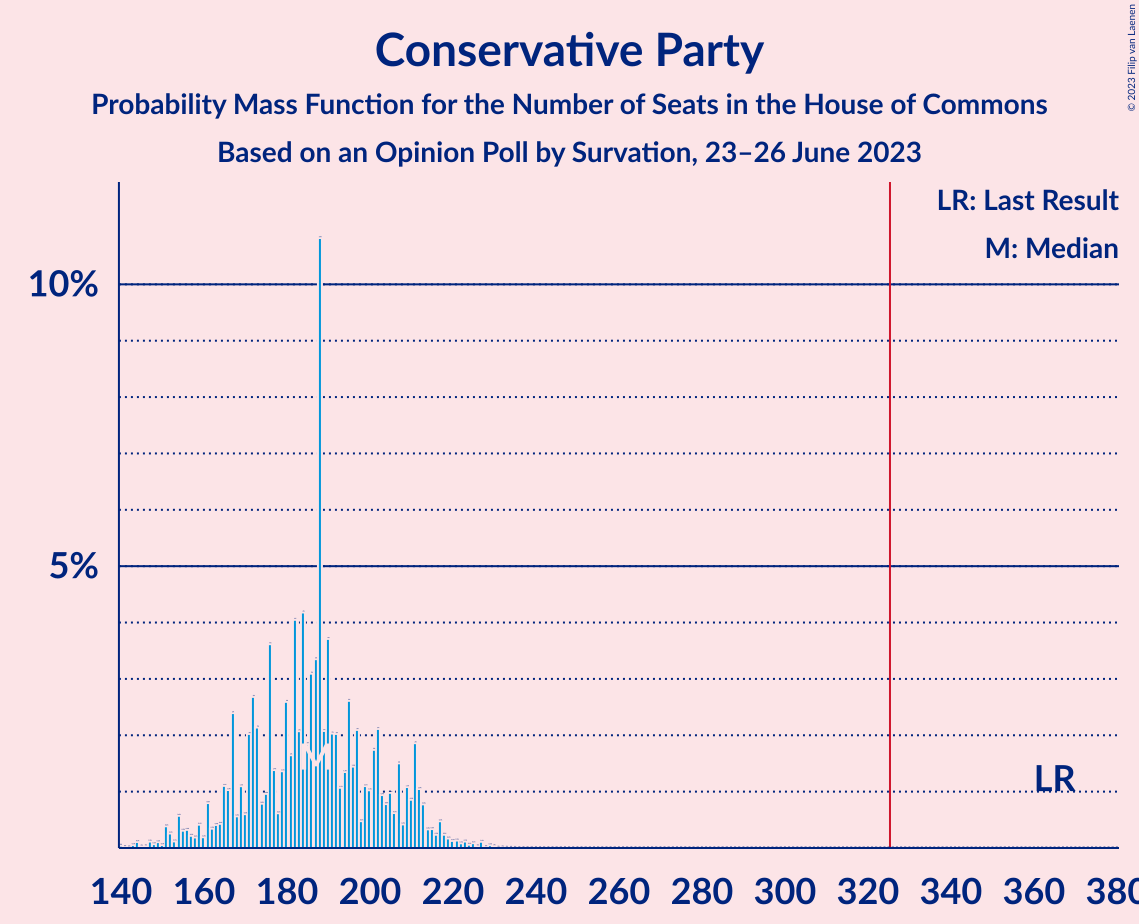 Conservative Party
Probability Mass Function for the Number of Seats in the House of Commons
Based on an Opinion Poll by Survation, 23–26 June 2023
© 2023 Filip van Laenen
LR: Last Result
M: Median
10%
5%
LR
140 160 180 200 220 240 260 280 300 320 340 360 380